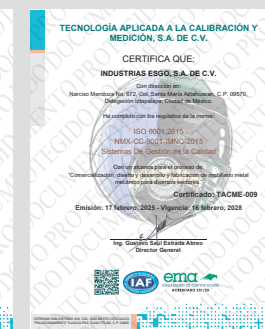 TECNOLOGÍA APLICADA A LA CALIBRACIÓN Y
MEDICIÓN, S.A. DE C.V.
CERTIFICA QUE:
INDUSTRIAS ESGO, S.A. DE C.V.
Con dirección en:
Narciso Mendoza No. 672, Col. Santa María Aztahuacan, C.P. 09570,
Delegación Iztapalapa, Ciudad de México.
Ha cumplido con los requisitos de la norma:
ISO 9001:2015
NMX-CC-9001-IMNC-2015
Sistemas De Gestión de la Calidad
Con un alcance para el proceso de:
"Comercialización, diseño y desarrollo y fabricación de mobiliario metal
mecánico para diversos sectores
Certificado: TACME-009
Emisión: 17 febrero, 2025 - Vigencia: 16 febrero, 2028
Ing. Gustavo Saúl Estrada Abreo
Director General
IAF
ema
ORGANISMO DE CERTIFICACIÓN
ACREDITADO